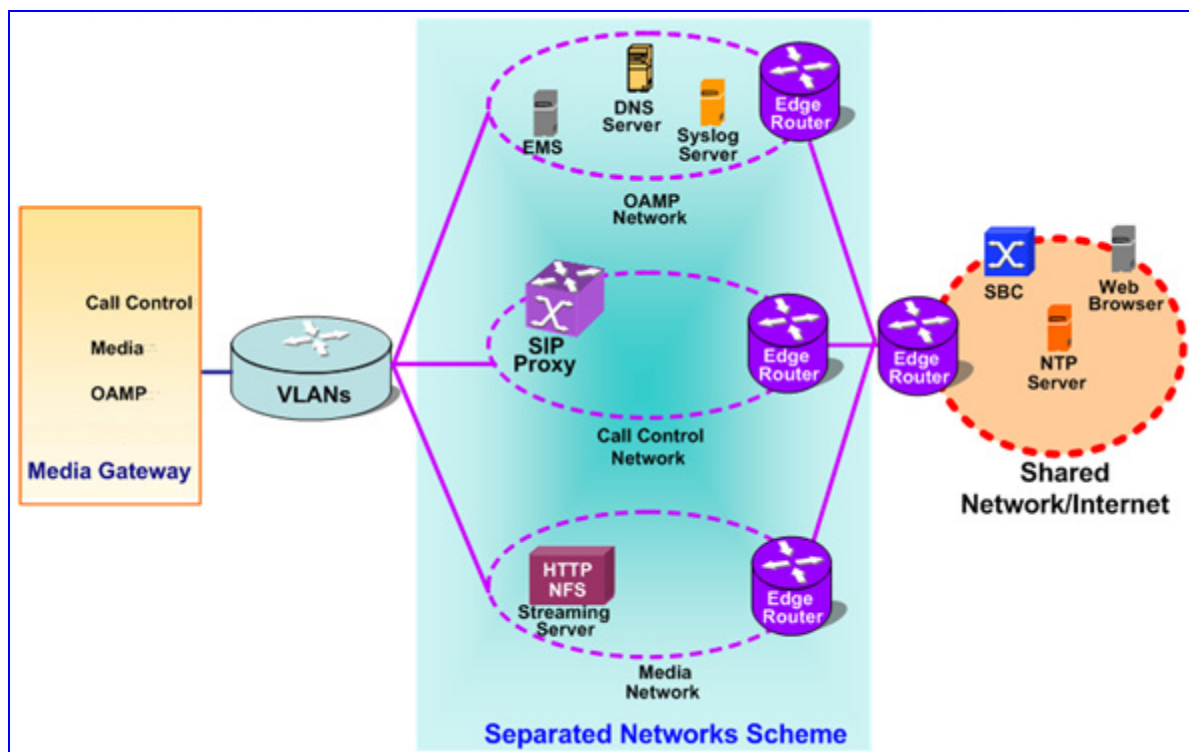 Call Control
Media
OAMP
Media Gateway
VLANs
EMS
DNS
Server
Syslog
Server
Edge
Router
OAMP
Network
SIP
Proxy
Edge
Router
Call Control
Network
HTTP
NFS
Streaming
Server
Edge
Router
Media
Network
Separated Networks Scheme
Edge
Router
SBC
Web
Browser
NTP
Server
Shared
Network/Internet